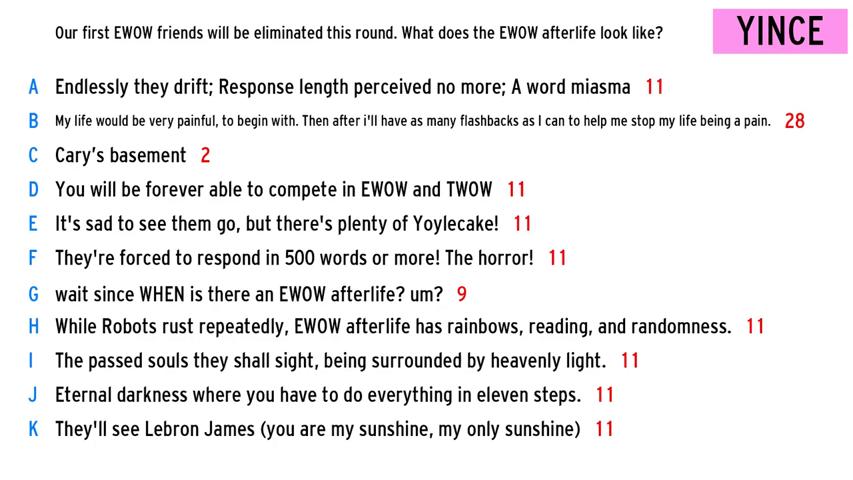 Our first EWOW friends will be eliminated this round. What does the EWOW afterlife look like?
YINCE
A Endlessly they drift; Response length perceived no more; A word miasma 11
B My life would be very painful, to begin with. Then after i'll have as many flashbacks as I can to help me stop my life being a pain. 28
C Cary's basement 2
D You will be forever able to compete in EWOW and TWOW 11
E It's sad to see them go, but there's plenty of Yoylecake! 11
F They're forced to respond in 500 words or more! The horror! 11
G wait since WHEN is there an EWOW afterlife? um? 9
H While Robots rust repeatedly, EWOW afterlife has rainbows, reading, and randomness. 11
I The passed souls they shall sight, being surrounded by heavenly light. 11
J Eternal darkness where you have to do everything in eleven steps. 11
K They'll see Lebron James (you are my sunshine, my only sunshine) 11